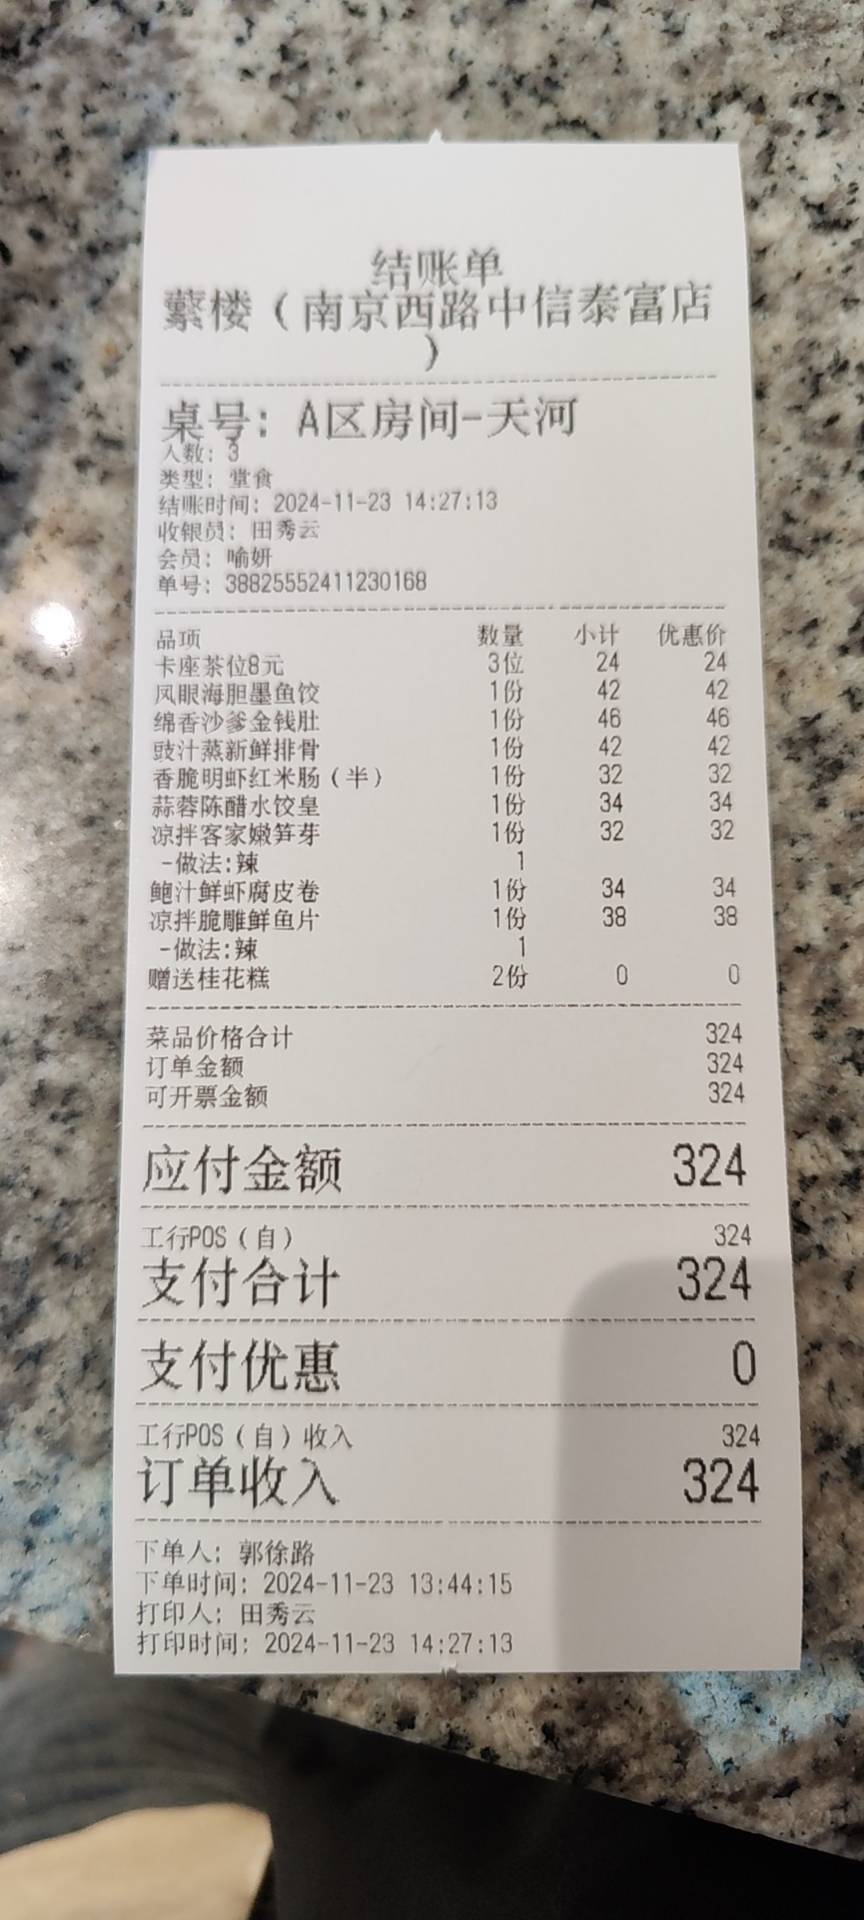 结账单
蘩楼（南京西路中信泰富店
）
桌号: A区房间-天河
人数: 3
类型: 堂食
结账时间: 2024-11-23 14:27:13
收银员: 田秀云
会员: 喻妍
单号: 38825552411230168
品项 数量 小计 优惠价
卡座茶位8元 3位 24 24
凤眼海胆墨鱼饺 1份 42 42
绵香沙爹金钱肚 1份 46 46
豉汁蒸新鲜排骨 1份 42 42
香脆明虾红米肠（半） 1份 32 32
蒜蓉陈醋水饺皇 1份 34 34
凉拌客家嫩笋芽 1份 32 32
-做法:辣 1
鲍汁鲜虾腐皮卷 1份 34 34
凉拌脆雕鲜鱼片 1份 38 38
-做法:辣 1
赠送桂花糕 2份 0 0
菜品价格合计 324
订单金额 324
可开票金额 324
应付金额 324
工行POS（自） 324
支付合计 324
支付优惠 0
工行POS（自）收入 324
订单收入 324
下单人: 郭徐路
下单时间: 2024-11-23 13:44:15
打印人: 田秀云
打印时间: 2024-11-23 14:27:13